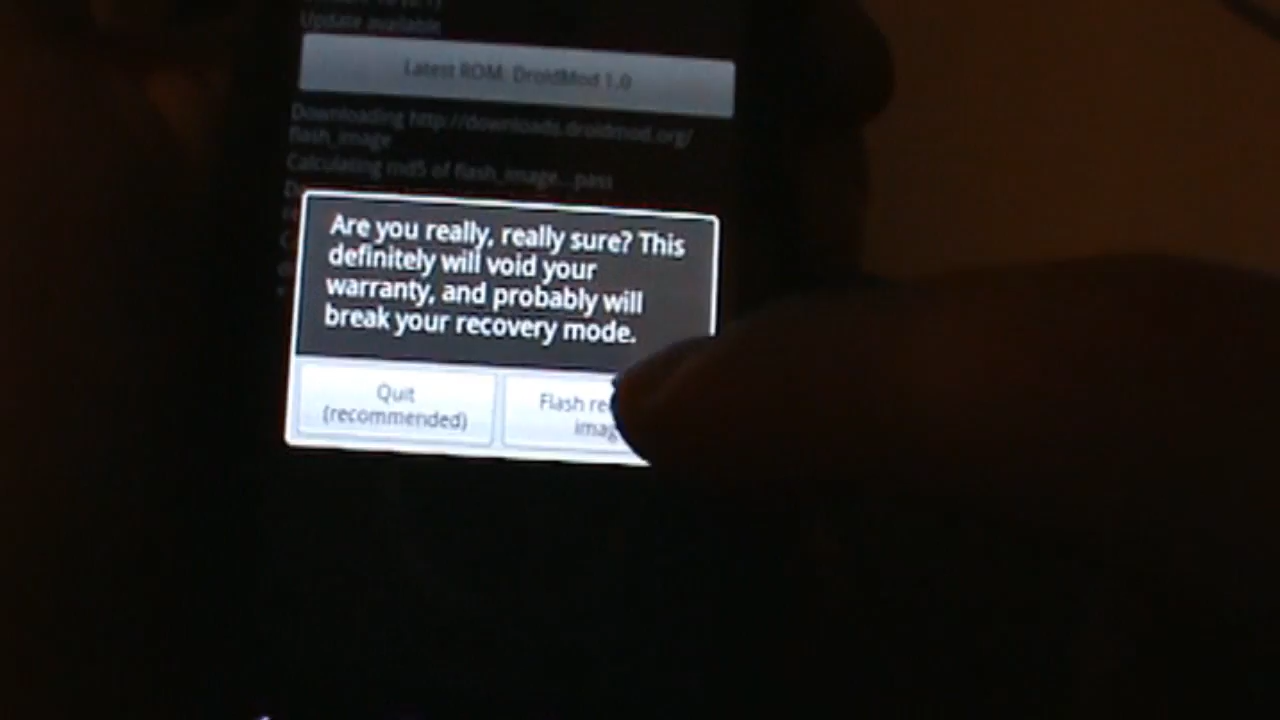 Update available
Latest ROM: DroidMod 1.0
Downloading http://downloads.droidmod.org/
flash_image
Calculating md5 of flash_image...pass
Are you really, really sure? This
definitely will void your
warranty, and probably will
break your recovery mode.
Quit
(recommended)
Flash